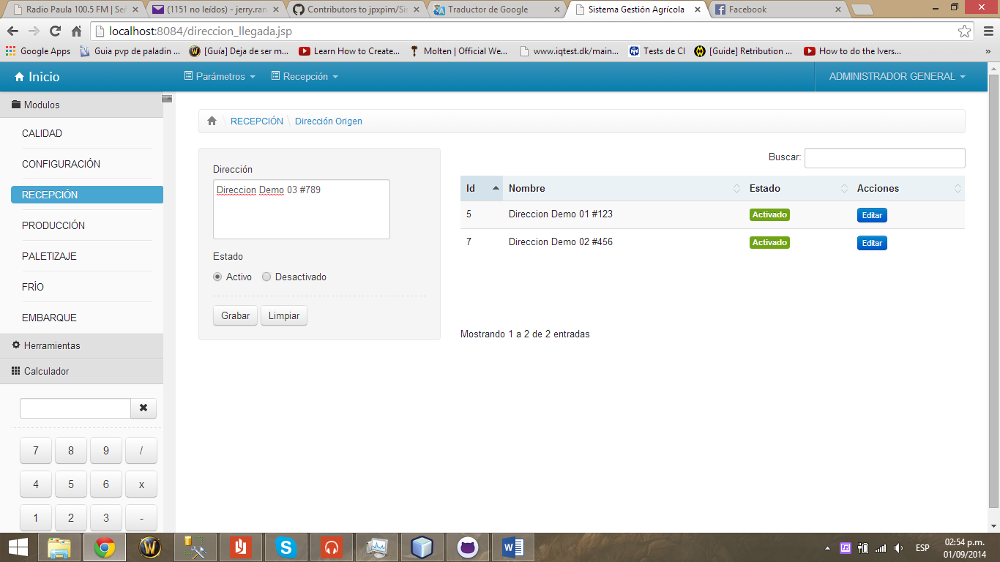 Radio Paula 100.5 FM | Señ
(1151 no leídos) - jerry.ran
Contributors to jpxpim/Sis
Traductor de Google
Sistema Gestión Agrícola
Facebook
localhost:8084/direccion_llegada.jsp
Google Apps
Guia pvp de paladin ...
[Guía] Deja de ser m...
Learn How to Create...
Molten | Official We...
www.iqtest.dk/main...
Tests de CI
[Guide] Retribution ...
How to do the Ivers...
»
Inicio
Parámetros
Recepción
ADMINISTRADOR GENERAL
Modulos
CALIDAD
CONFIGURACIÓN
RECEPCIÓN
PRODUCCIÓN
PALETIZAJE
FRÍO
EMBARQUE
Herramientas
Calculador
7 8 9 /
4 5 6 x
1 2 3 -
RECEPCIÓN \ Dirección Origen
Dirección
Direccion Demo 03 #789
Estado
Activo Desactivado
Grabar Limpiar
Buscar:
Id Nombre Estado Acciones
5 Direccion Demo 01 #123 Activado Editar
7 Direccion Demo 02 #456 Activado Editar
Mostrando 1 a 2 de 2 entradas
ESP
02:54 p.m.
01/09/2014